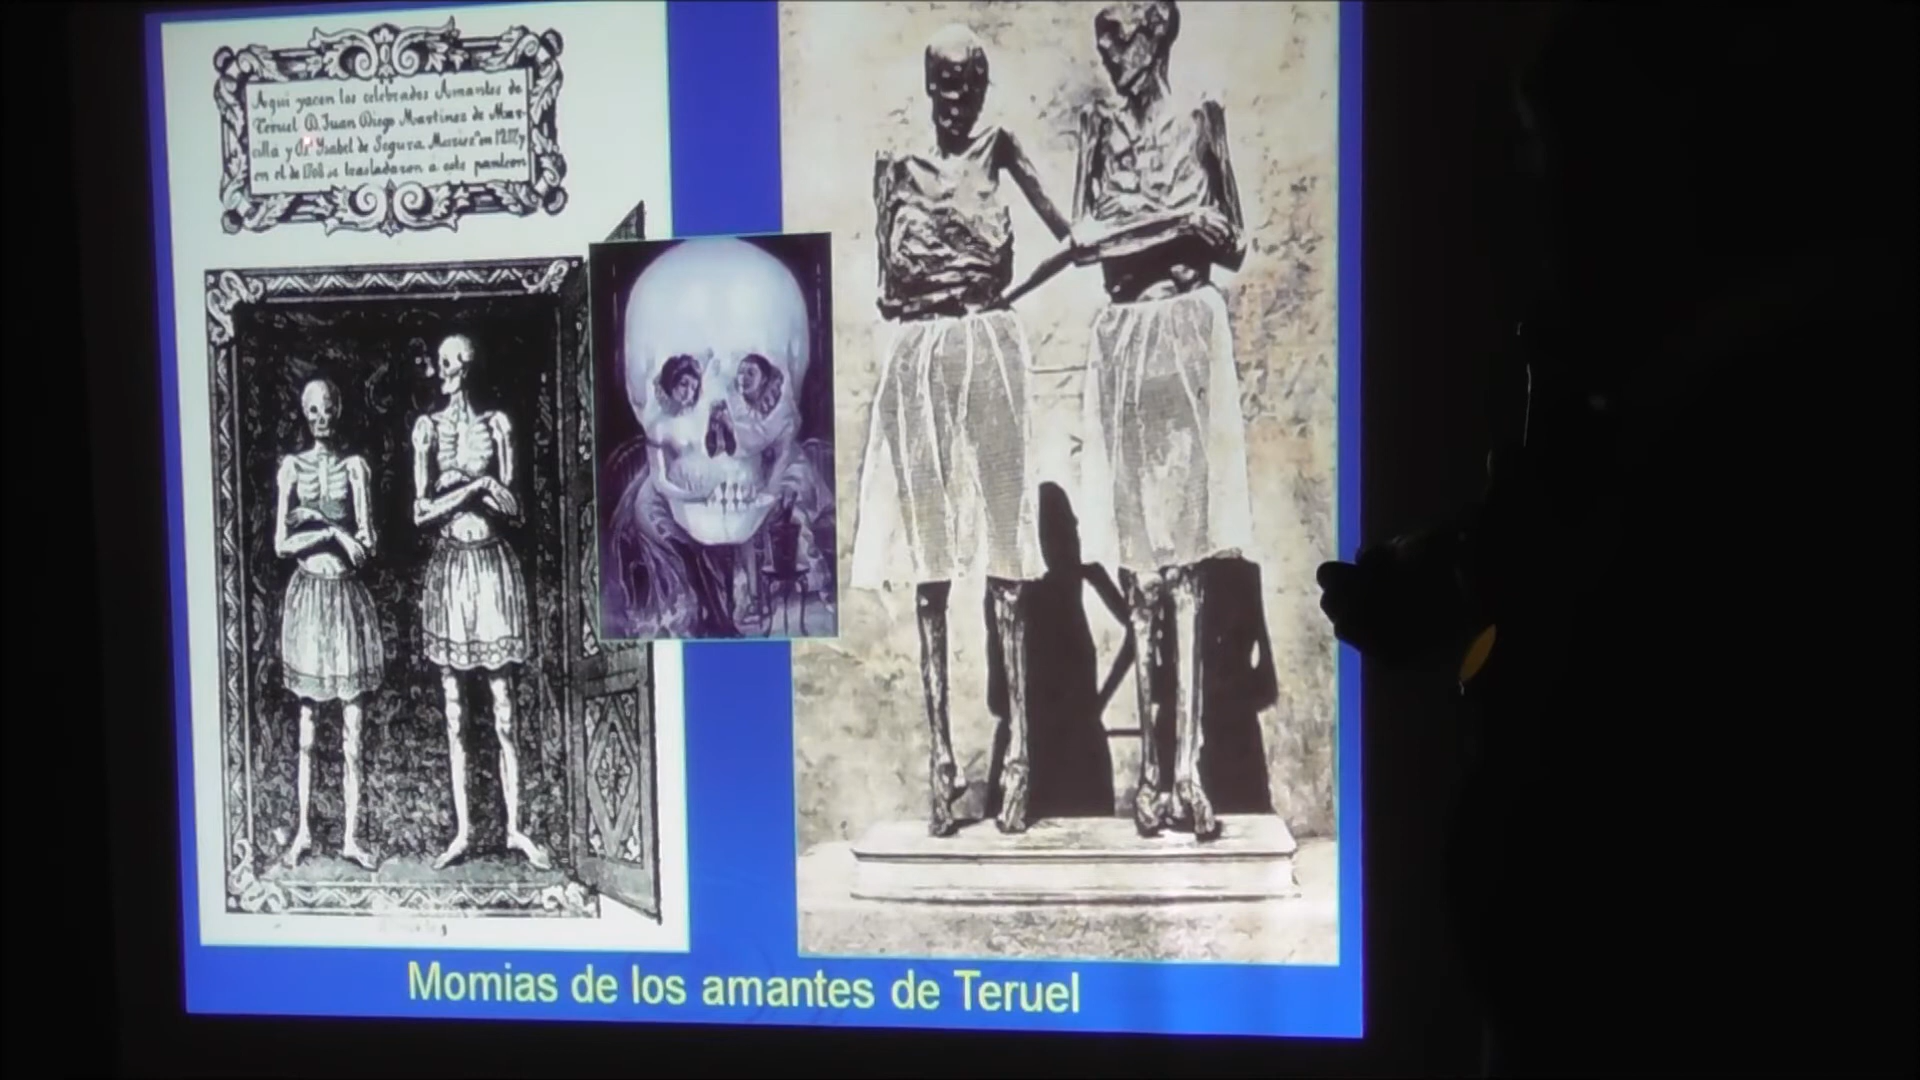 Aqui yacen los celebrados Amantes de
Teruel D. Juan Diego Martinez de Mar-
cilla y Dª Ysabel de Segura. Murierºⁿ en 1217 y
en el de 1708 se trasladaron a este panteon
Momias de los amantes de Teruel